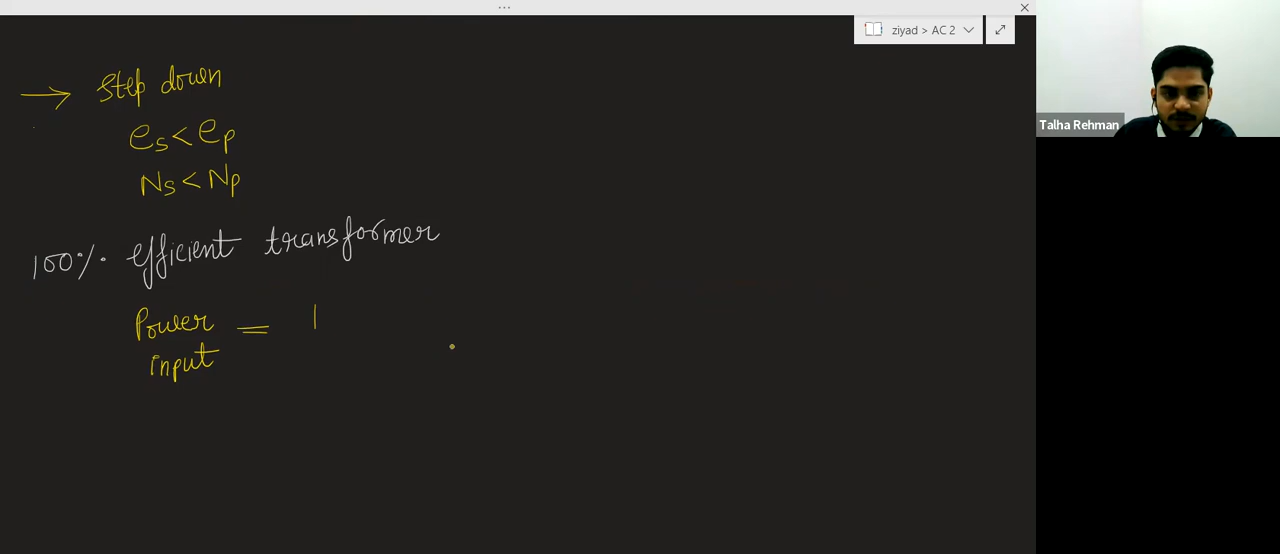 ziyad > AC 2
→ Step down
es < ep
Ns < Np
Talha Rehman
100% efficient transformer
Power =
input